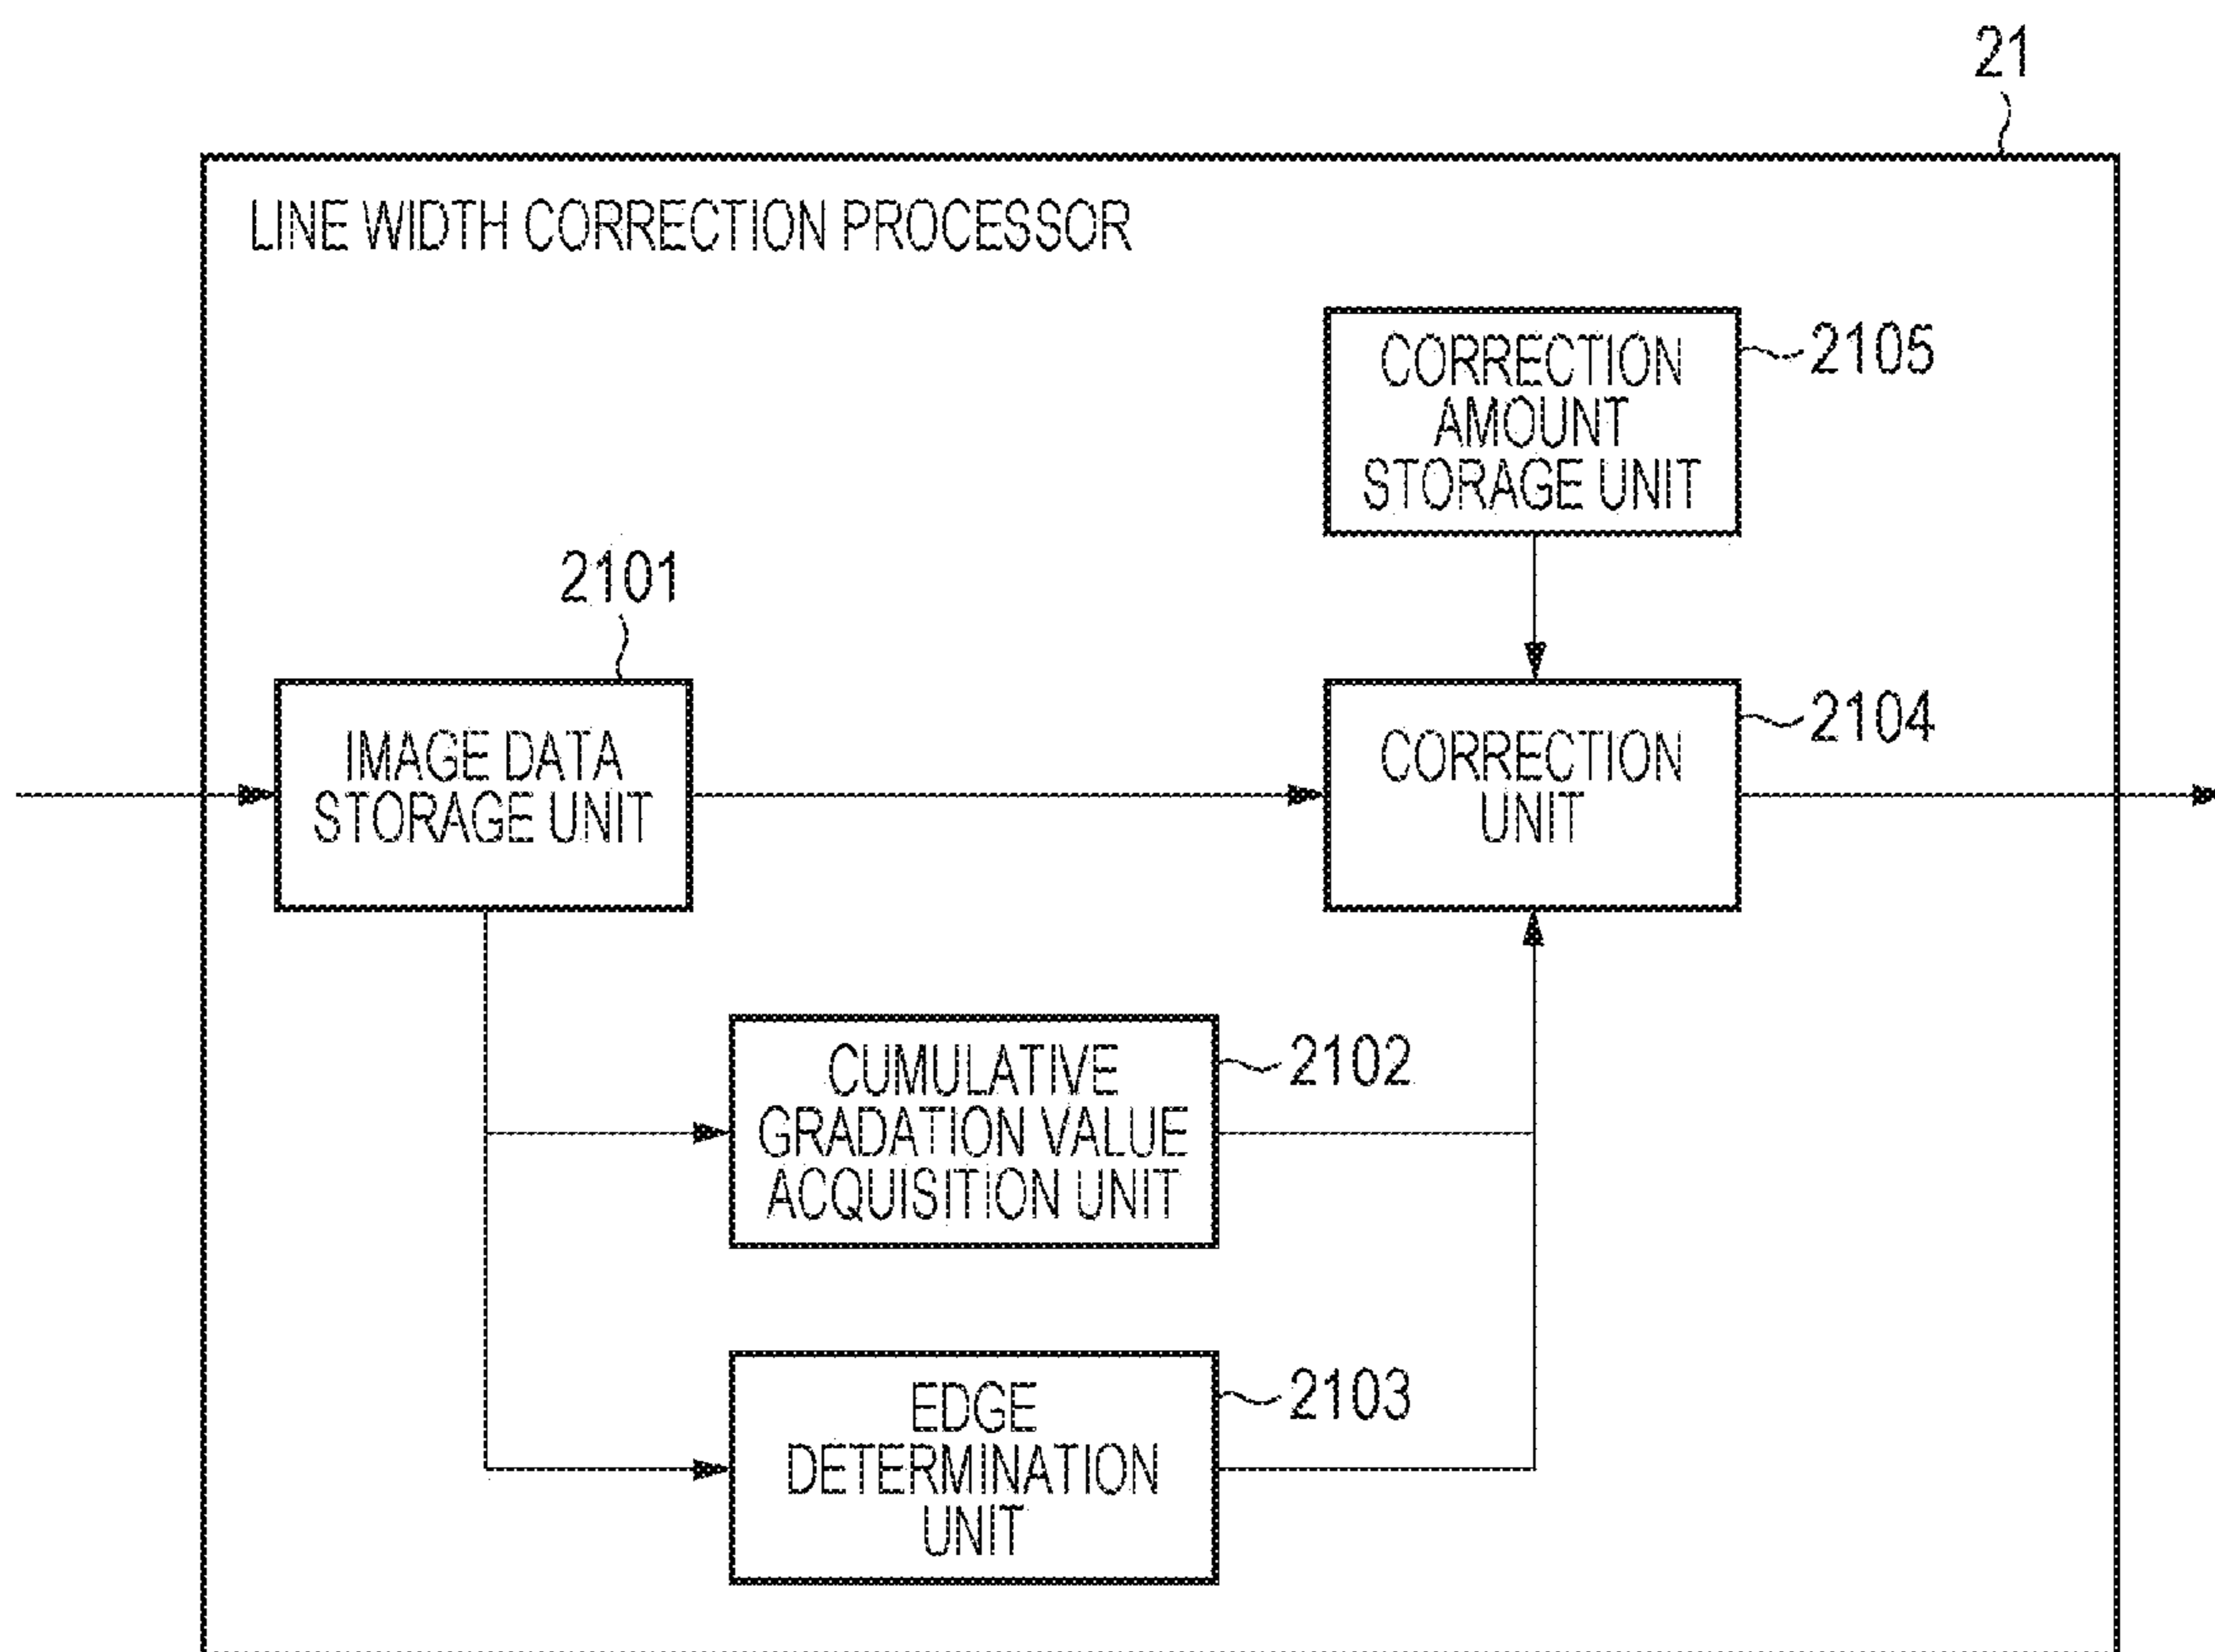 21
LINE WIDTH CORRECTION PROCESSOR
CORRECTION
AMOUNT
STORAGE UNIT
2105
2101
IMAGE DATA
STORAGE UNIT
CORRECTION
UNIT
2104
CUMULATIVE
GRADATION VALUE
ACQUISITION UNIT
2102
EDGE
DETERMINATION
UNIT
2103